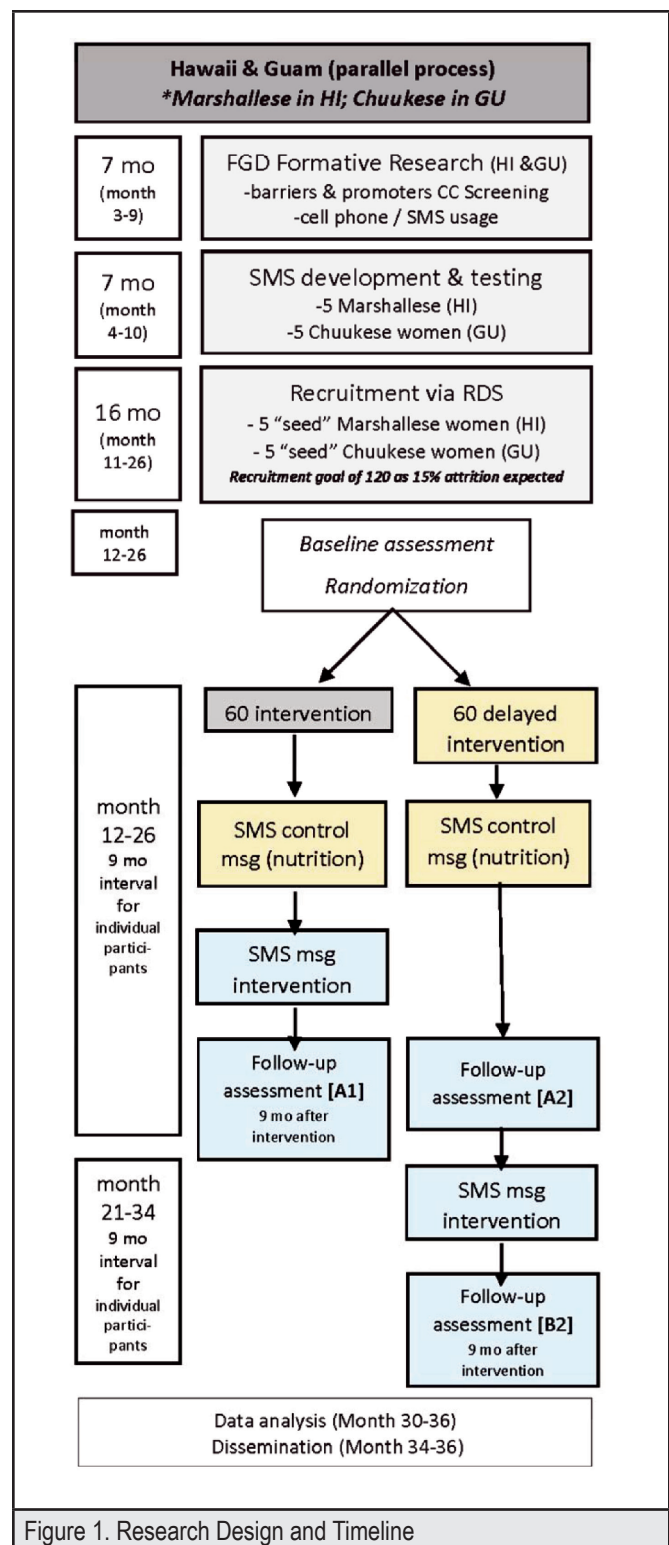 Hawaii & Guam (parallel process)
*Marshallese in HI; Chuukese in GU
7 mo
(month
3-9)
FGD Formative Research (HI &GU)
-barriers & promoters CC Screening
-cell phone / SMS usage
7 mo
(month
4-10)
SMS development & testing
-5 Marshallese (HI)
-5 Chuukese women (GU)
16 mo
(month
11-26)
Recruitment via RDS
- 5 “seed” Marshallese women (HI)
- 5 “seed” Chuukese women (GU)
Recruitment goal of 120 as 15% attrition expected
month
12-26
Baseline assessment
Randomization
60 intervention
60 delayed
intervention
month
12-26
9 mo
interval
for
individual
partici-
pants
SMS control
msg (nutrition)
SMS control
msg (nutrition)
SMS msg
intervention
Follow-up
assessment [A1]
9 mo after
intervention
Follow-up
assessment [A2]
month
21-34
9 mo
interval
for
individual
partici-
pants
SMS msg
intervention
Follow-up
assessment [B2]
9 mo after
intervention
Data analysis (Month 30-36)
Dissemination (Month 34-36)
Figure 1. Research Design and Timeline